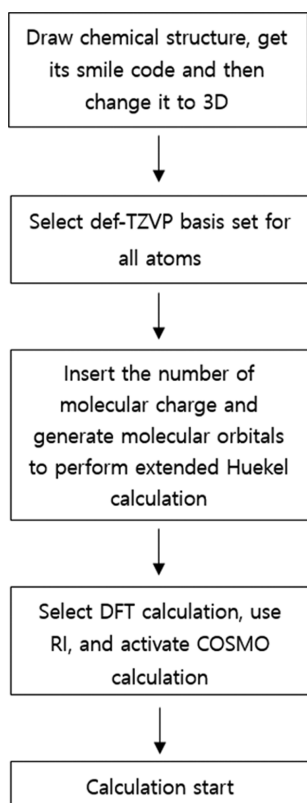 Draw chemical structure, get
its smile code and then
change it to 3D
Select def-TZVP basis set for
all atoms
Insert the number of
molecular charge and
generate molecular orbitals
to perform extended Huekel
calculation
Select DFT calculation, use
RI, and activate COSMO
calculation
Calculation start